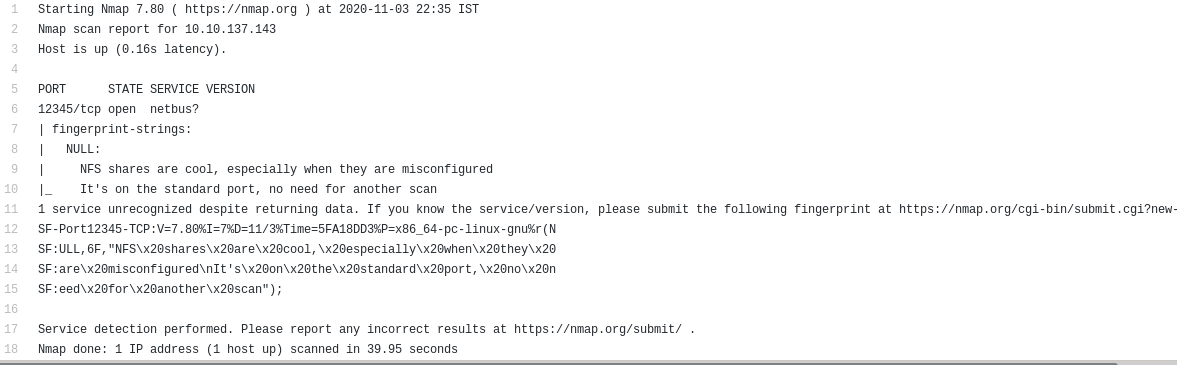 1 Starting Nmap 7.80 ( https://nmap.org ) at 2020-11-03 22:35 IST
2 Nmap scan report for 10.10.137.143
3 Host is up (0.16s latency).
4
5 PORT      STATE SERVICE VERSION
6 12345/tcp open  netbus?
7 | fingerprint-strings:
8 |   NULL:
9 |     NFS shares are cool, especially when they are misconfigured
10 |_    It's on the standard port, no need for another scan
11 1 service unrecognized despite returning data. If you know the service/version, please submit the following fingerprint at https://nmap.org/cgi-bin/submit.cgi?new-
12 SF-Port12345-TCP:V=7.80%I=7%D=11/3%Time=5FA18DD3%P=x86_64-pc-linux-gnu%r(N
13 SF:ULL,6F,"NFS\x20shares\x20are\x20cool,\x20especially\x20when\x20they\x20
14 SF:are\x20misconfigured\nIt's\x20on\x20the\x20standard\x20port,\x20no\x20n
15 SF:eed\x20for\x20another\x20scan");
16
17 Service detection performed. Please report any incorrect results at https://nmap.org/submit/ .
18 Nmap done: 1 IP address (1 host up) scanned in 39.95 seconds